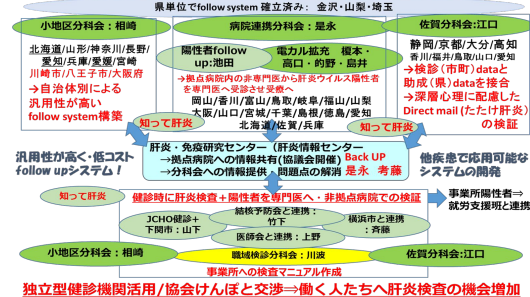 県単位でfollow system 確立済み： 金沢・山梨・埼玉
小地区分科会：相崎
北海道/山形/神奈川/長野/
愛知/兵庫/愛媛/宮崎
川崎市/八王子市/大阪府
→自治体別による
汎用性が高い
follow system構築
病院連携分科会：是永
陽性者follow
up：池田
電カル拡充 榎本・
高口・的野・島井
→拠点病院内の非専門医から肝炎ウイルス陽性者
を専門医へ受診させ受療へ
岡山/香川/富山/鳥取/岐阜/福山/山梨
大阪/山口/宮城/千葉/島根/徳島/愛知
北海道/佐賀/兵庫
佐賀分科会:江口
静岡/京都/大分/高知
香川/福井/鳥取/山口/愛媛
→検診（市町）dataと
助成（県）dataを接合
→深層心理に配慮した
Direct mail（たたけ肝炎）
の検証
知って肝炎
知って肝炎
汎用性が高く・低コスト
follow upシステム！
肝炎・免疫研究センター（肝炎情報センター
→拠点病院への情報共有(協議会開催)
→分科会への情報提供・問題点の解消
Back UP
是永 考藤
他疾患で応用可能な
システムの開発
知って肝炎
健診時に肝炎検査＋陽性者を専門医へ・非拠点病院での検証
JCHO健診＋
下関市：山下
結核予防会と連携：
竹下
医師会と連携：上野
横浜市と連携
：斉藤
事業所陽性者⇒
就労支援班と連携
小地区分科会：相崎
職域検診分科会：川波
佐賀分科会:江口
事業所への検査マニュアル作成
独立型健診機関活用/協会けんぽと交渉⇒働く人たちへ肝炎検査の機会増加